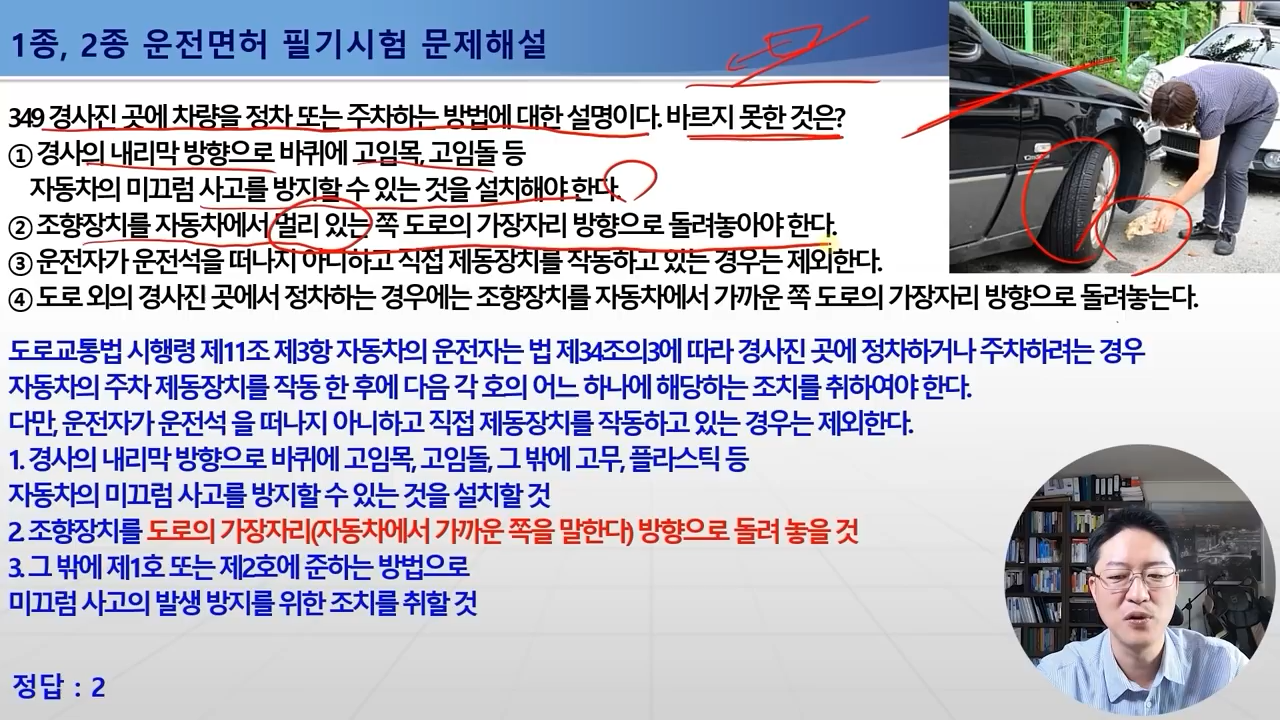 1종, 2종 운전면허 필기시험 문제해설
349 경사진 곳에 차량을 정차 또는 주차하는 방법에 대한 설명이다. 바르지 못한 것은?
① 경사의 내리막 방향으로 바퀴에 고임목, 고임돌 등
자동차의 미끄럼 사고를 방지할 수 있는 것을 설치해야 한다.
② 조향장치를 자동차에서 멀리 있는 쪽 도로의 가장자리 방향으로 돌려놓아야 한다.
③ 운전자가 운전석을 떠나지 아니하고 직접 제동장치를 작동하고 있는 경우는 제외한다.
④ 도로 외의 경사진 곳에서 정차하는 경우에는 조향장치를 자동차에서 가까운 쪽 도로의 가장자리 방향으로 돌려놓는다.
도로교통법 시행령 제11조 제3항 자동차의 운전자는 법 제34조의3에 따라 경사진 곳에 정차하거나 주차하려는 경우
자동차의 주차 제동장치를 작동 한 후에 다음 각 호의 어느 하나에 해당하는 조치를 취하여야 한다.
다만, 운전자가 운전석 을 떠나지 아니하고 직접 제동장치를 작동하고 있는 경우는 제외한다.
1. 경사의 내리막 방향으로 바퀴에 고임목, 고임돌, 그 밖에 고무, 플라스틱 등
자동차의 미끄럼 사고를 방지할 수 있는 것을 설치할 것
2. 조향장치를 도로의 가장자리(자동차에서 가까운 쪽을 말한다) 방향으로 돌려 놓을 것
3. 그 밖에 제1호 또는 제2호에 준하는 방법으로
미끄럼 사고의 발생 방지를 위한 조치를 취할 것
정답 : 2